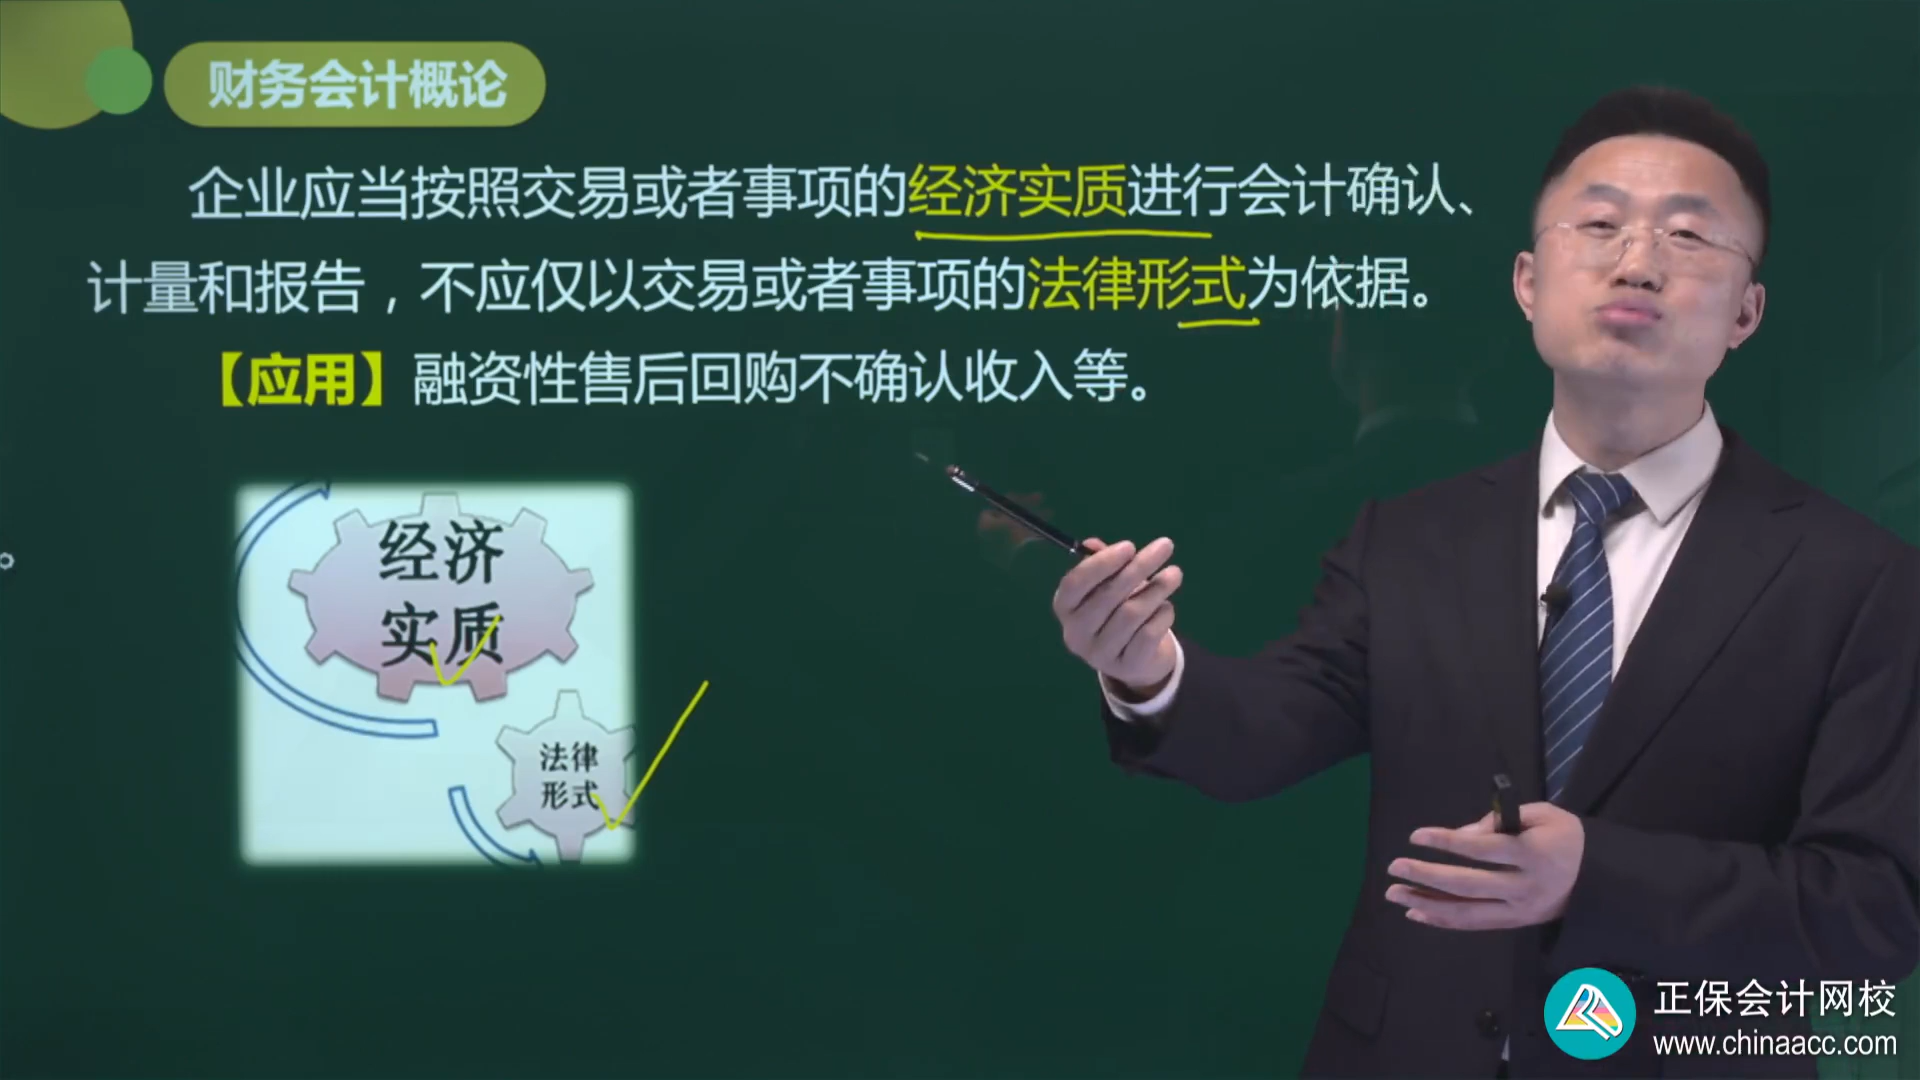 财务会计概论
企业应当按照交易或者事项的经济实质进行会计确认、
计量和报告，不应仅以交易或者事项的法律形式为依据。
【应用】融资性售后回购不确认收入等。
经济
实质
法律
形式
正保会计网校
www.chinaacc.com